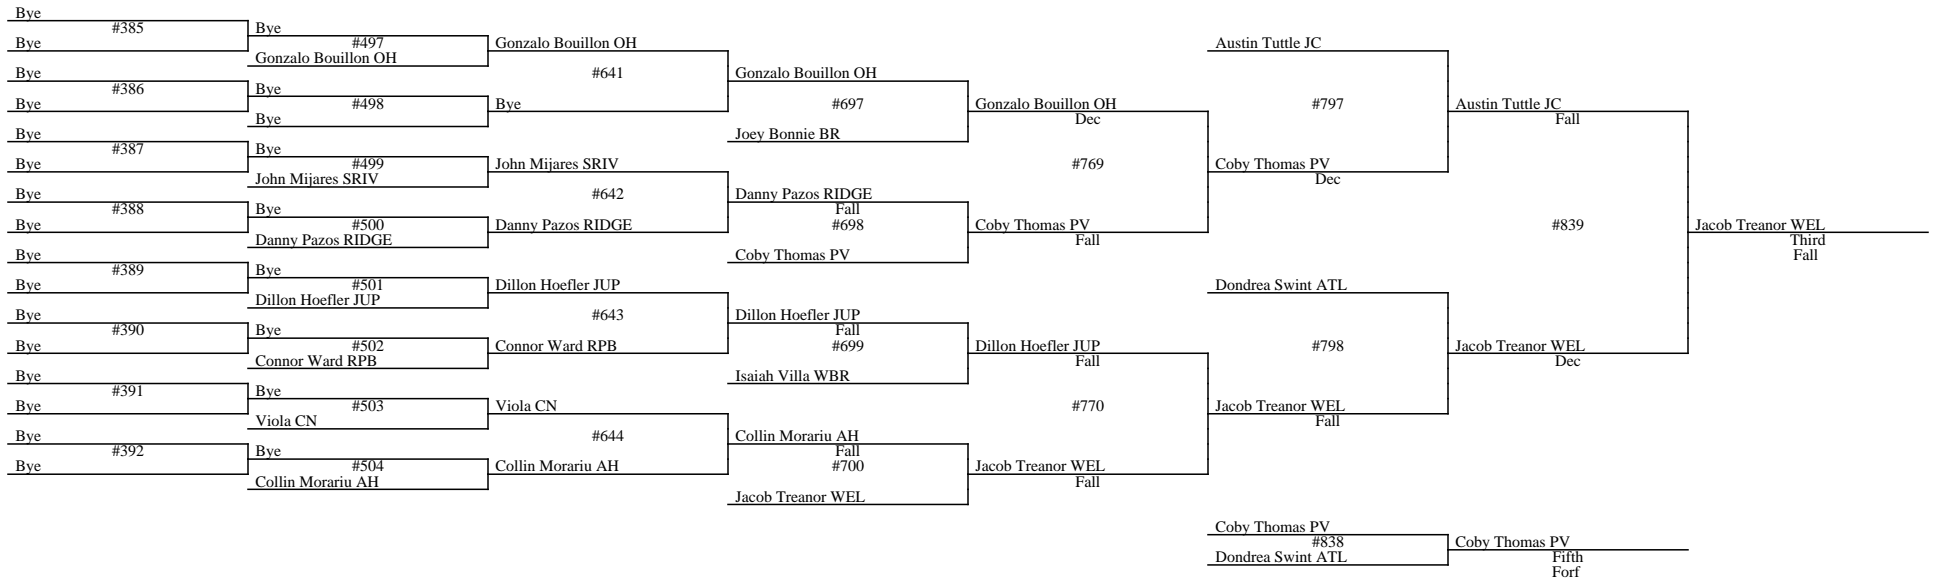 Bye
#385
Bye
Bye
#386
Bye
Bye
#387
Bye
Bye
#388
Bye
Bye
#389
Bye
Bye
#390
Bye
Bye
#391
Bye
Bye
#392
Bye
Bye
#497
Gonzalo Bouillon OH
Bye
#498
Bye
Bye
#499
John Mijares SRIV
Bye
#500
Danny Pazos RIDGE
Bye
#501
Dillon Hoefler JUP
Bye
#502
Connor Ward RPB
Bye
#503
Viola CN
Bye
#504
Collin Morariu AH
Gonzalo Bouillon OH
#641
Bye
John Mijares SRIV
#642
Danny Pazos RIDGE
Dillon Hoefler JUP
#643
Connor Ward RPB
Viola CN
#644
Collin Morariu AH
Gonzalo Bouillon OH
#697
Joey Bonnie BR
Danny Pazos RIDGE
Fall
#698
Coby Thomas PV
Dillon Hoefler JUP
Fall
#699
Isaiah Villa WBR
Collin Morariu AH
Fall
#700
Jacob Treanor WEL
Gonzalo Bouillon OH
Dec
#769
Coby Thomas PV
Fall
Dillon Hoefler JUP
Fall
#770
Jacob Treanor WEL
Fall
Austin Tuttle JC
#797
Coby Thomas PV
Dec
Dondrea Swint ATL
#798
Jacob Treanor WEL
Fall
Austin Tuttle JC
Fall
#839
Jacob Treanor WEL
Dec
Jacob Treanor WEL
Third
Fall
Coby Thomas PV
#838
Dondrea Swint ATL
Coby Thomas PV
Fifth
Forf